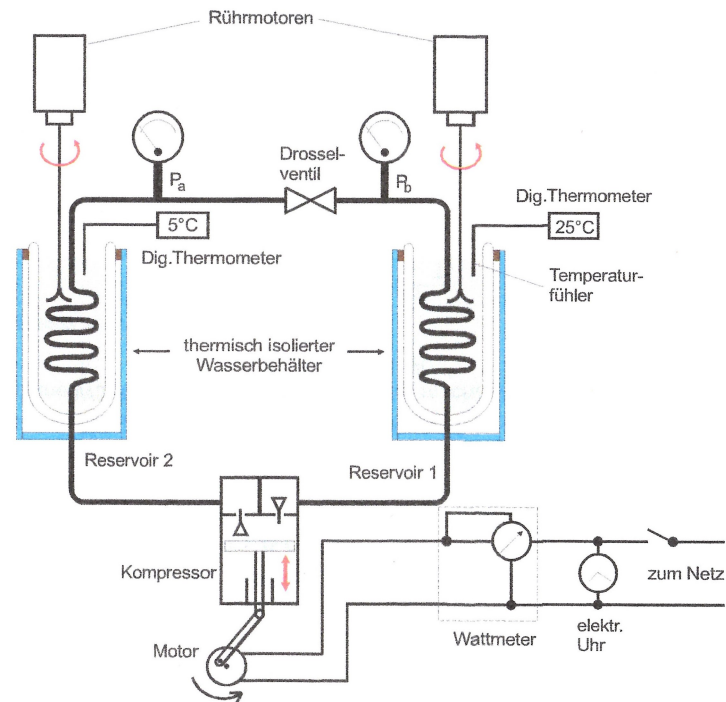 Rührmotoren
Drossel-
ventil
Pa
Pb
Dig.Thermometer
5°C
25°C
Dig.Thermometer
Temperatur-
fühler
thermisch isolierter
Wasserbehälter
Reservoir 2
Reservoir 1
Kompressor
zum Netz
Wattmeter
elektr.
Uhr
Motor